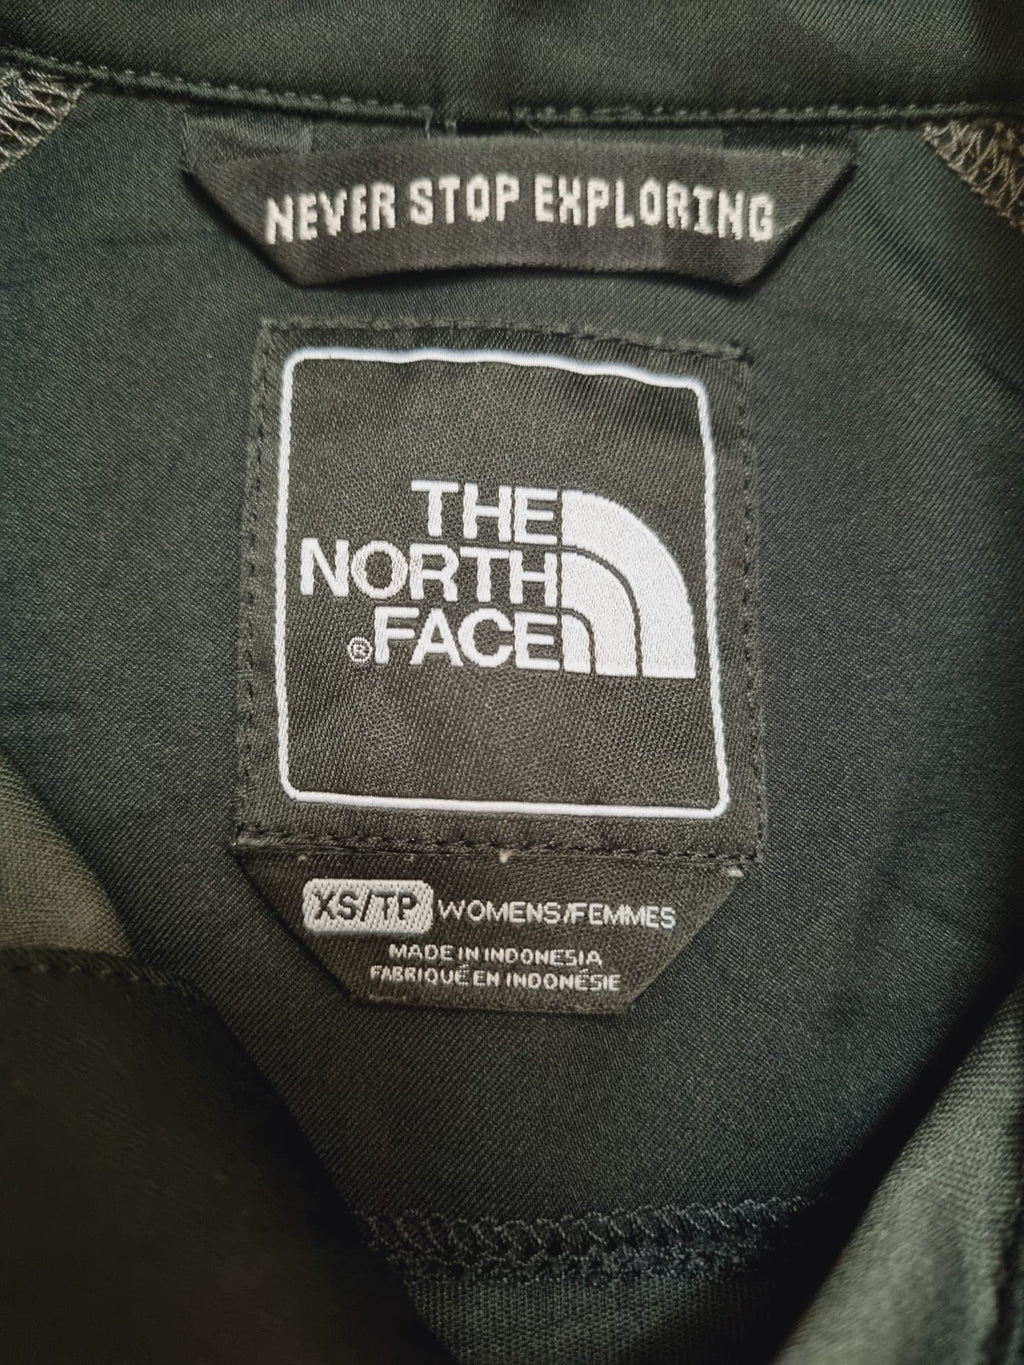 NEVER STOP EXPLORING
THE
NORTH
®FACE
XS/TP WOMENS/FEMMES
MADE IN INDONESIA
FABRIQUÉ EN INDONÉSIE